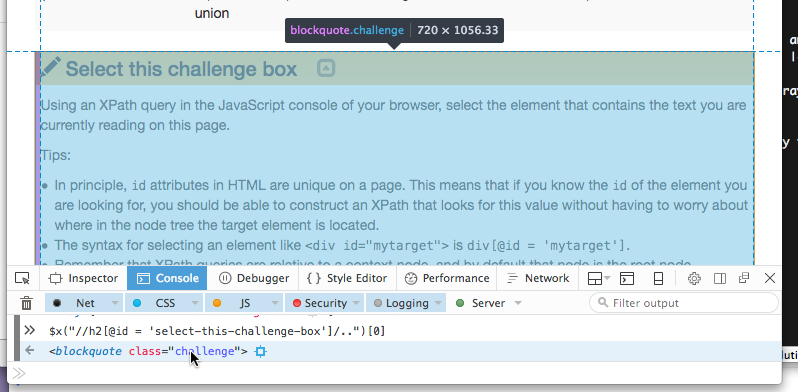 union
blockquote.challenge 720 × 1056.33
Select this challenge box
Using an XPath query in the JavaScript console of your browser, select the element that contains the text you are
currently reading on this page.
Tips:
In principle, id attributes in HTML are unique on a page. This means that if you know the id of the element you
are looking for, you should be able to construct an XPath that looks for this value without having to worry about
where in the node tree the target element is located.
The syntax for selecting an element like <div id="mytarget"> is div[@id = 'mytarget'].
Remember that XPath queries are relative to a context node, and by default that node is the root node
Inspector Console Debugger { } Style Editor Performance Network
Net CSS JS Security Logging Server Filter output
$x("//h2[@id = 'select-this-challenge-box']/..")[0]
<blockquote class="challenge">